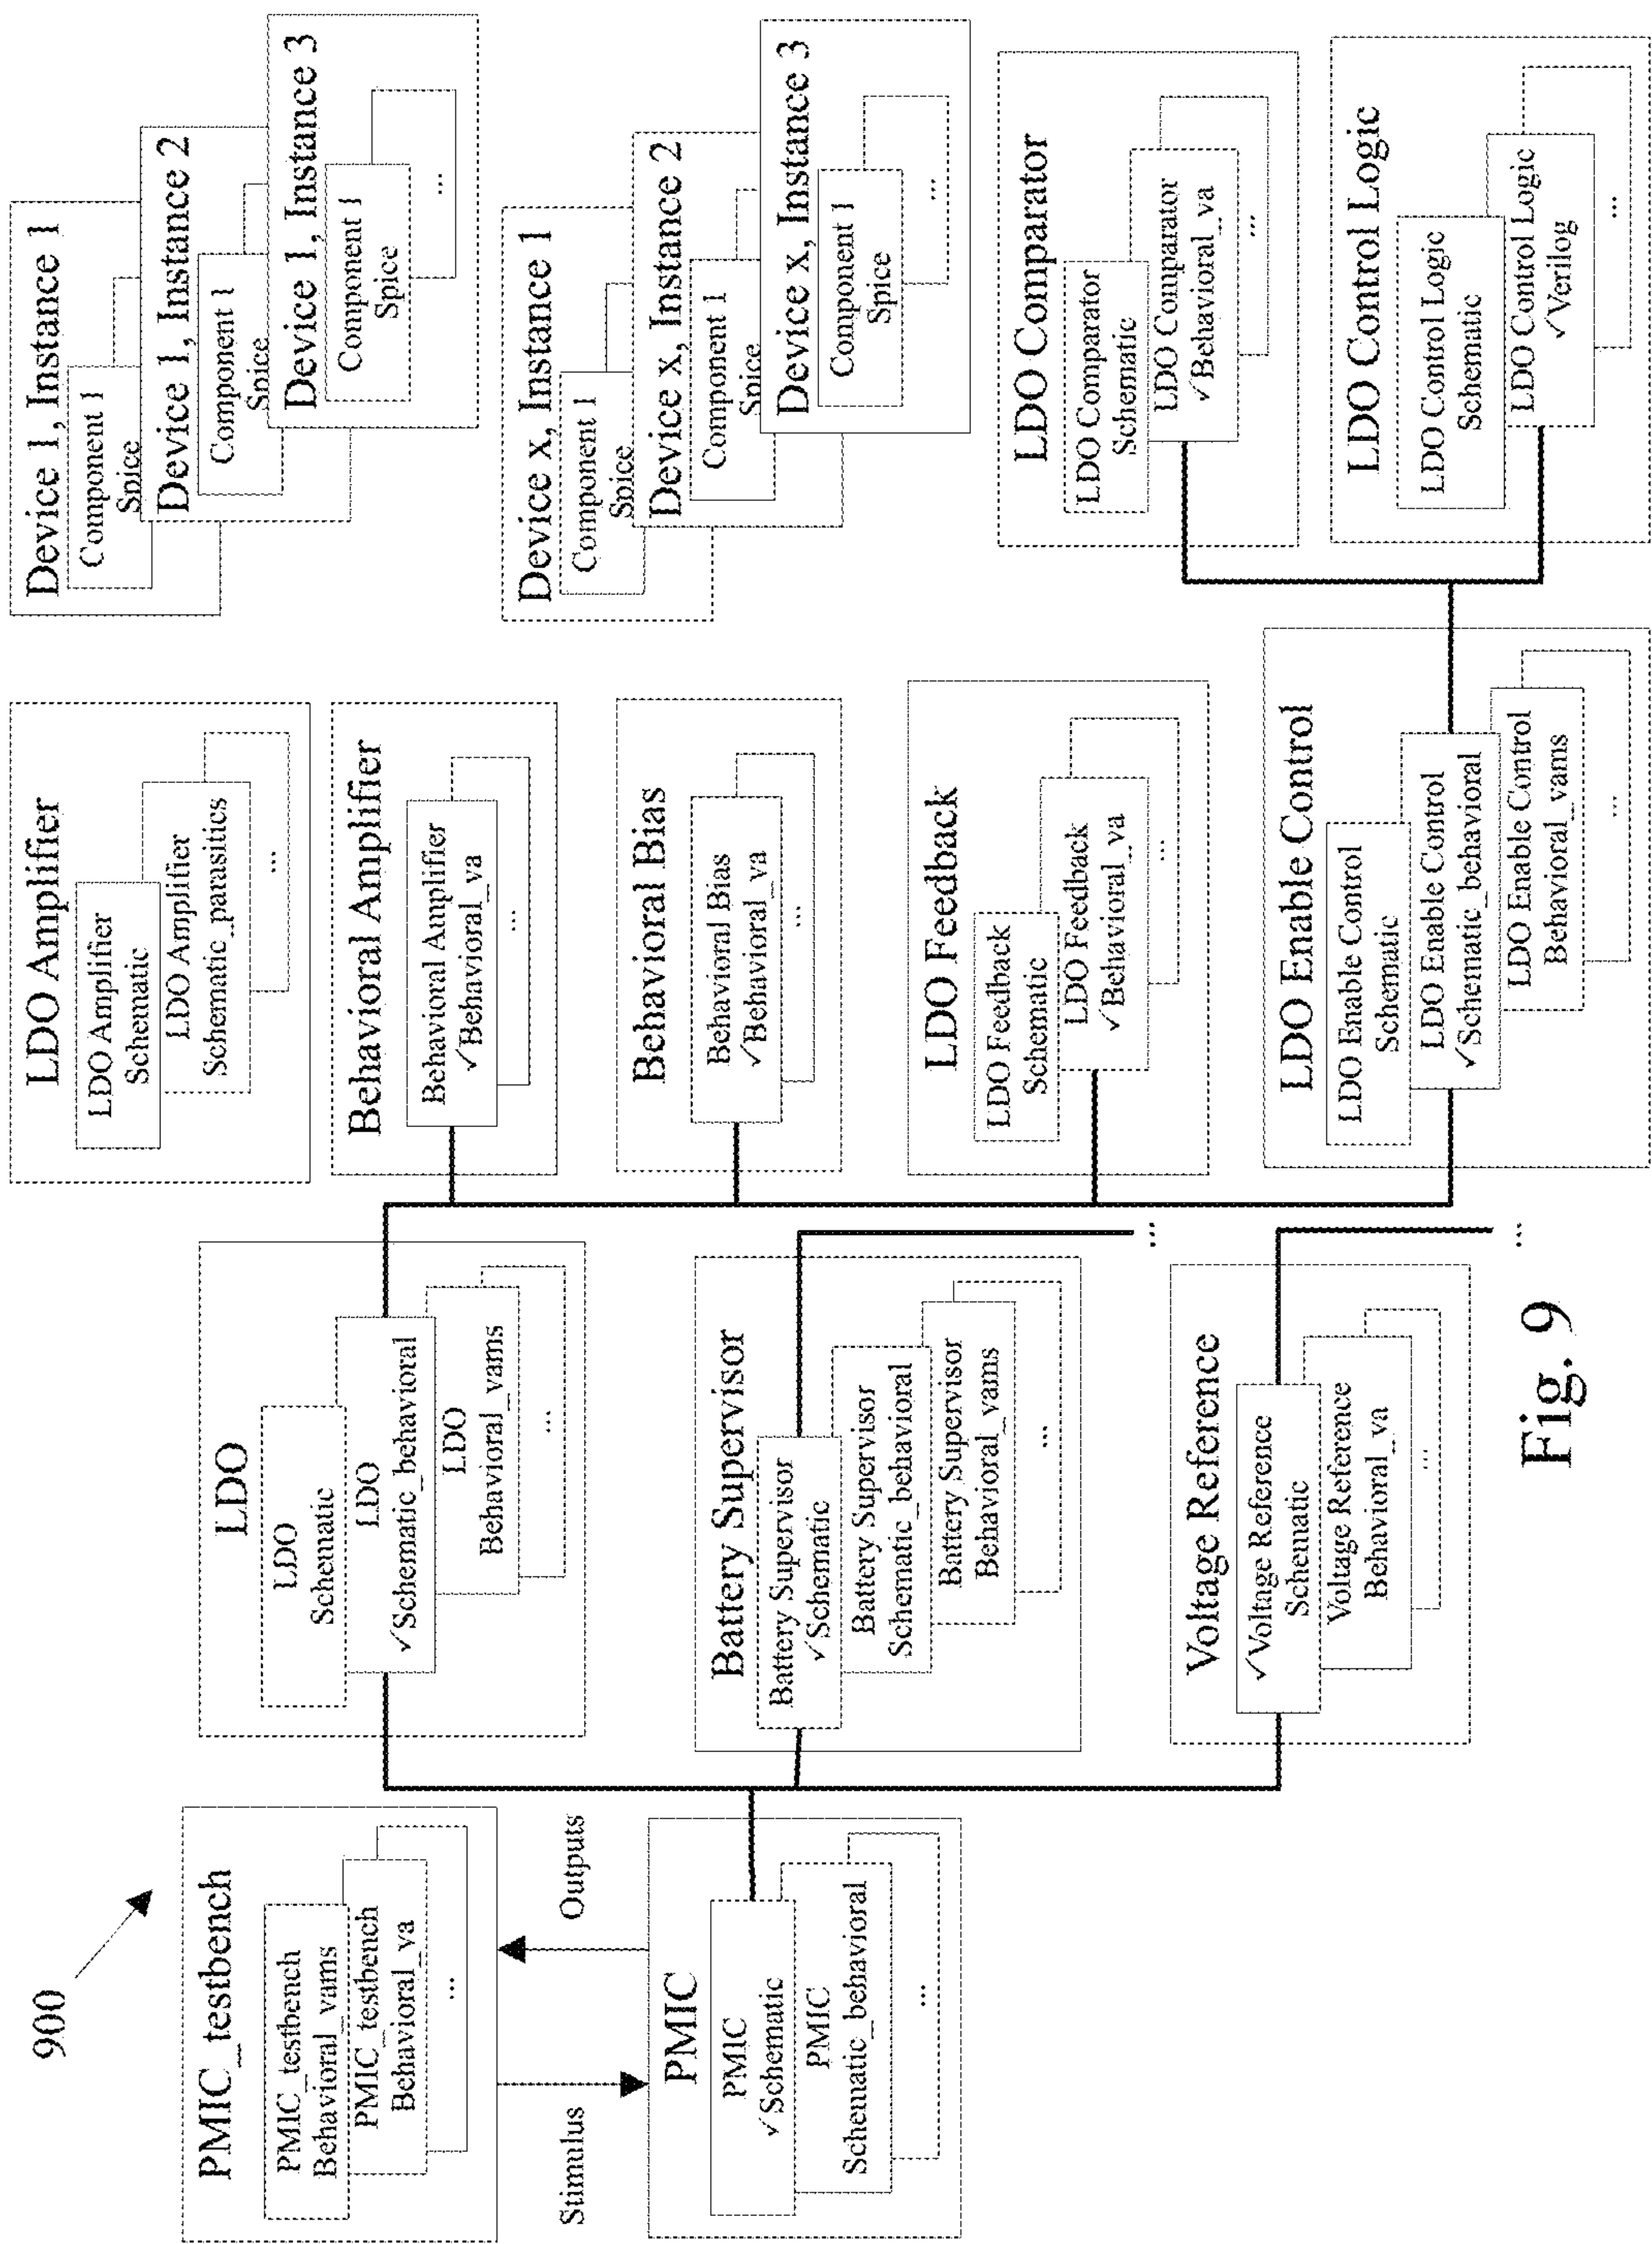 900
PMIC_testbench
PMIC_testbench
Behavioral_vams
PMIC_testbench
Behavioral_va
...
Stimulus
Outputs
PMIC
PMIC
✓Schematic
PMIC
Schematic_behavioral
...
LDO
LDO
Schematic
LDO
✓Schematic_behavioral
LDO
Behavioral_vams
...
Battery Supervisor
Battery Supervisor
✓Schematic
Battery Supervisor
Schematic_behavioral
Battery Supervisor
Behavioral_vams
...
...
Voltage Reference
✓Voltage Reference
Schematic
Voltage Reference
Behavioral_va
...
...
LDO Amplifier
LDO Amplifier
Schematic
LDO Amplifier
Schematic_parasitics
...
Behavioral Amplifier
Behavioral Amplifier
✓Behavioral_va
...
Behavioral Bias
Behavioral Bias
✓Behavioral_va
...
LDO Feedback
LDO Feedback
Schematic
LDO Feedback
✓Behavioral_va
...
LDO Enable Control
LDO Enable Control
Schematic
LDO Enable Control
✓Schematic_behavioral
LDO Enable Control
Behavioral_vams
...
Device 1, Instance 1
Component 1
Spice
Device 1, Instance 2
Component 1
Spice
Device 1, Instance 3
Component 1
Spice
...
Device x, Instance 1
Component 1
Spice
Device x, Instance 2
Component 1
Spice
Device x, Instance 3
Component 1
Spice
...
LDO Comparator
LDO Comparator
Schematic
LDO Comparator
✓Behavioral_va
...
LDO Control Logic
LDO Control Logic
Schematic
LDO Control Logic
✓Verilog
...
Fig. 9